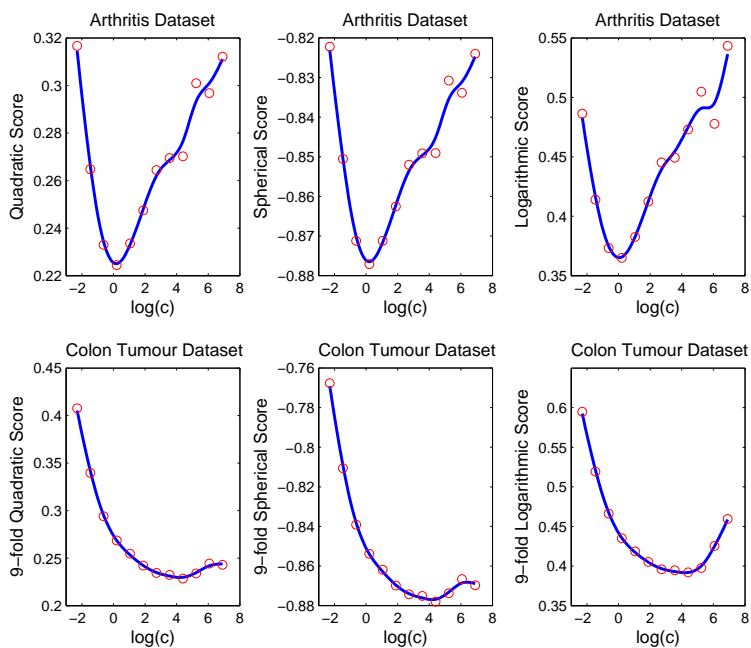 Arthritis Dataset
Quadratic Score
0.32
0.3
0.28
0.26
0.24
0.22
−2 0 2 4 6 8
log(c)
Arthritis Dataset
Spherical Score
−0.82
−0.83
−0.84
−0.85
−0.86
−0.87
−0.88
−2 0 2 4 6 8
log(c)
Arthritis Dataset
Logarithmic Score
0.55
0.5
0.45
0.4
0.35
−2 0 2 4 6 8
log(c)
Colon Tumour Dataset
9−fold Quadratic Score
0.45
0.4
0.35
0.3
0.25
0.2
−2 0 2 4 6 8
log(c)
Colon Tumour Dataset
9−fold Spherical Score
−0.76
−0.78
−0.8
−0.82
−0.84
−0.86
−0.88
−2 0 2 4 6 8
log(c)
Colon Tumour Dataset
9−fold Logarithmic Score
0.6
0.55
0.5
0.45
0.4
0.35
−2 0 2 4 6 8
log(c)